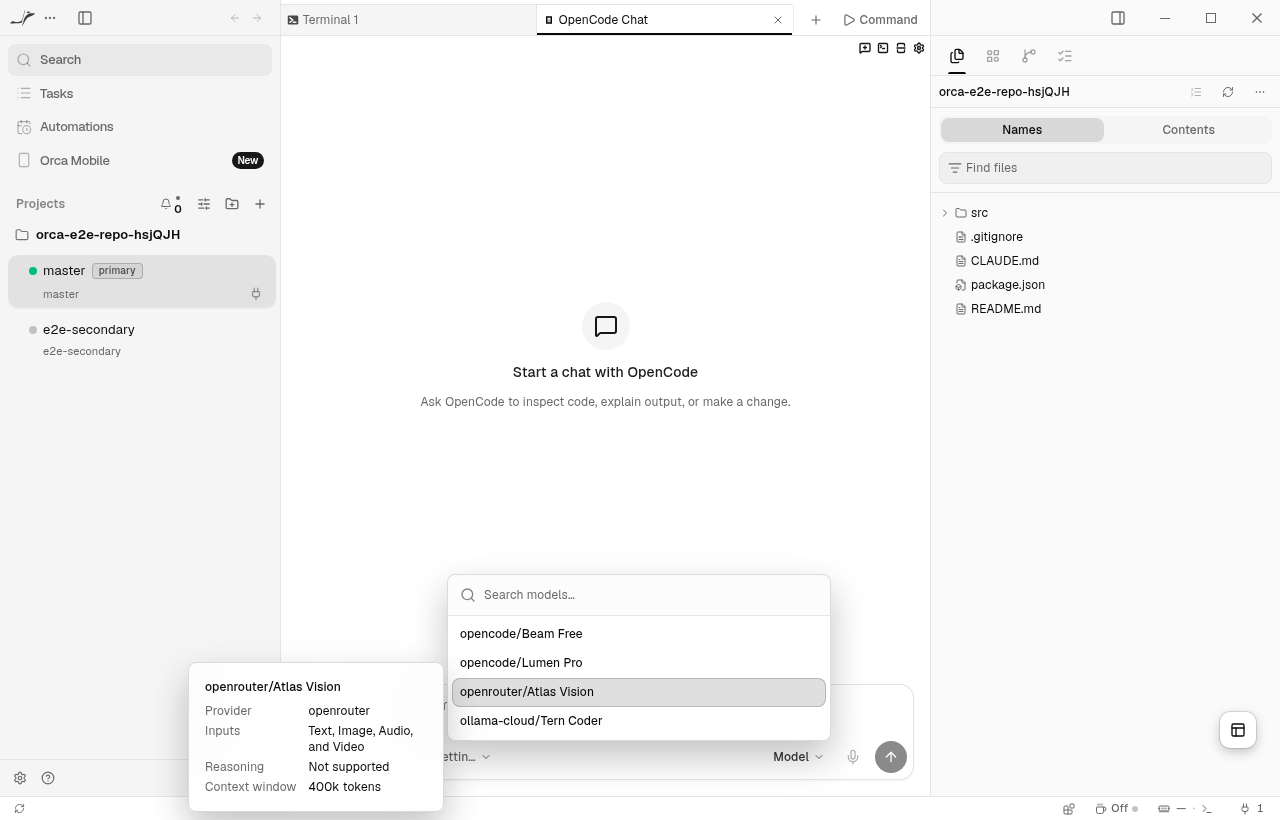 Terminal 1
OpenCode Chat
Command
Search
Tasks
Automations
Orca Mobile
New
Projects
0
orca-e2e-repo-hsjQJH
master
primary
master
e2e-secondary
e2e-secondary
Start a chat with OpenCode
Ask OpenCode to inspect code, explain output, or make a change.
Search models…
opencode/Beam Free
opencode/Lumen Pro
openrouter/Atlas Vision
ollama-cloud/Tern Coder
Model
openrouter/Atlas Vision
Provider openrouter
Inputs Text, Image, Audio,
and Video
Reasoning Not supported
Context window 400k tokens
orca-e2e-repo-hsjQJH
Names
Contents
Find files
src
.gitignore
CLAUDE.md
package.json
README.md
Off
1